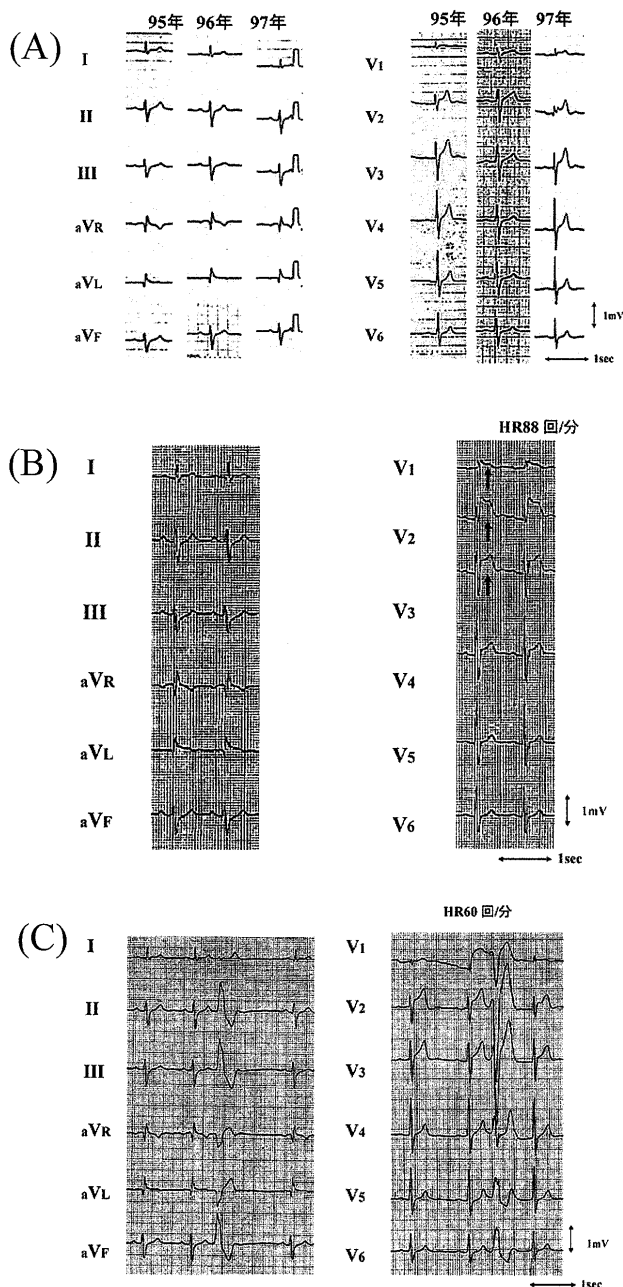 (A)
95年 96年 97年
I
II
III
aVR
aVL
aVF
95年 96年 97年
V1
V2
V3
V4
V5
V6
1mV
1sec
(B)
I
II
III
aVR
aVL
aVF
HR88 回/分
V1
V2
V3
V4
V5
V6
1mV
1sec
(C)
I
II
III
aVR
aVL
aVF
HR60 回/分
V1
V2
V3
V4
V5
V6
1mV
1sec